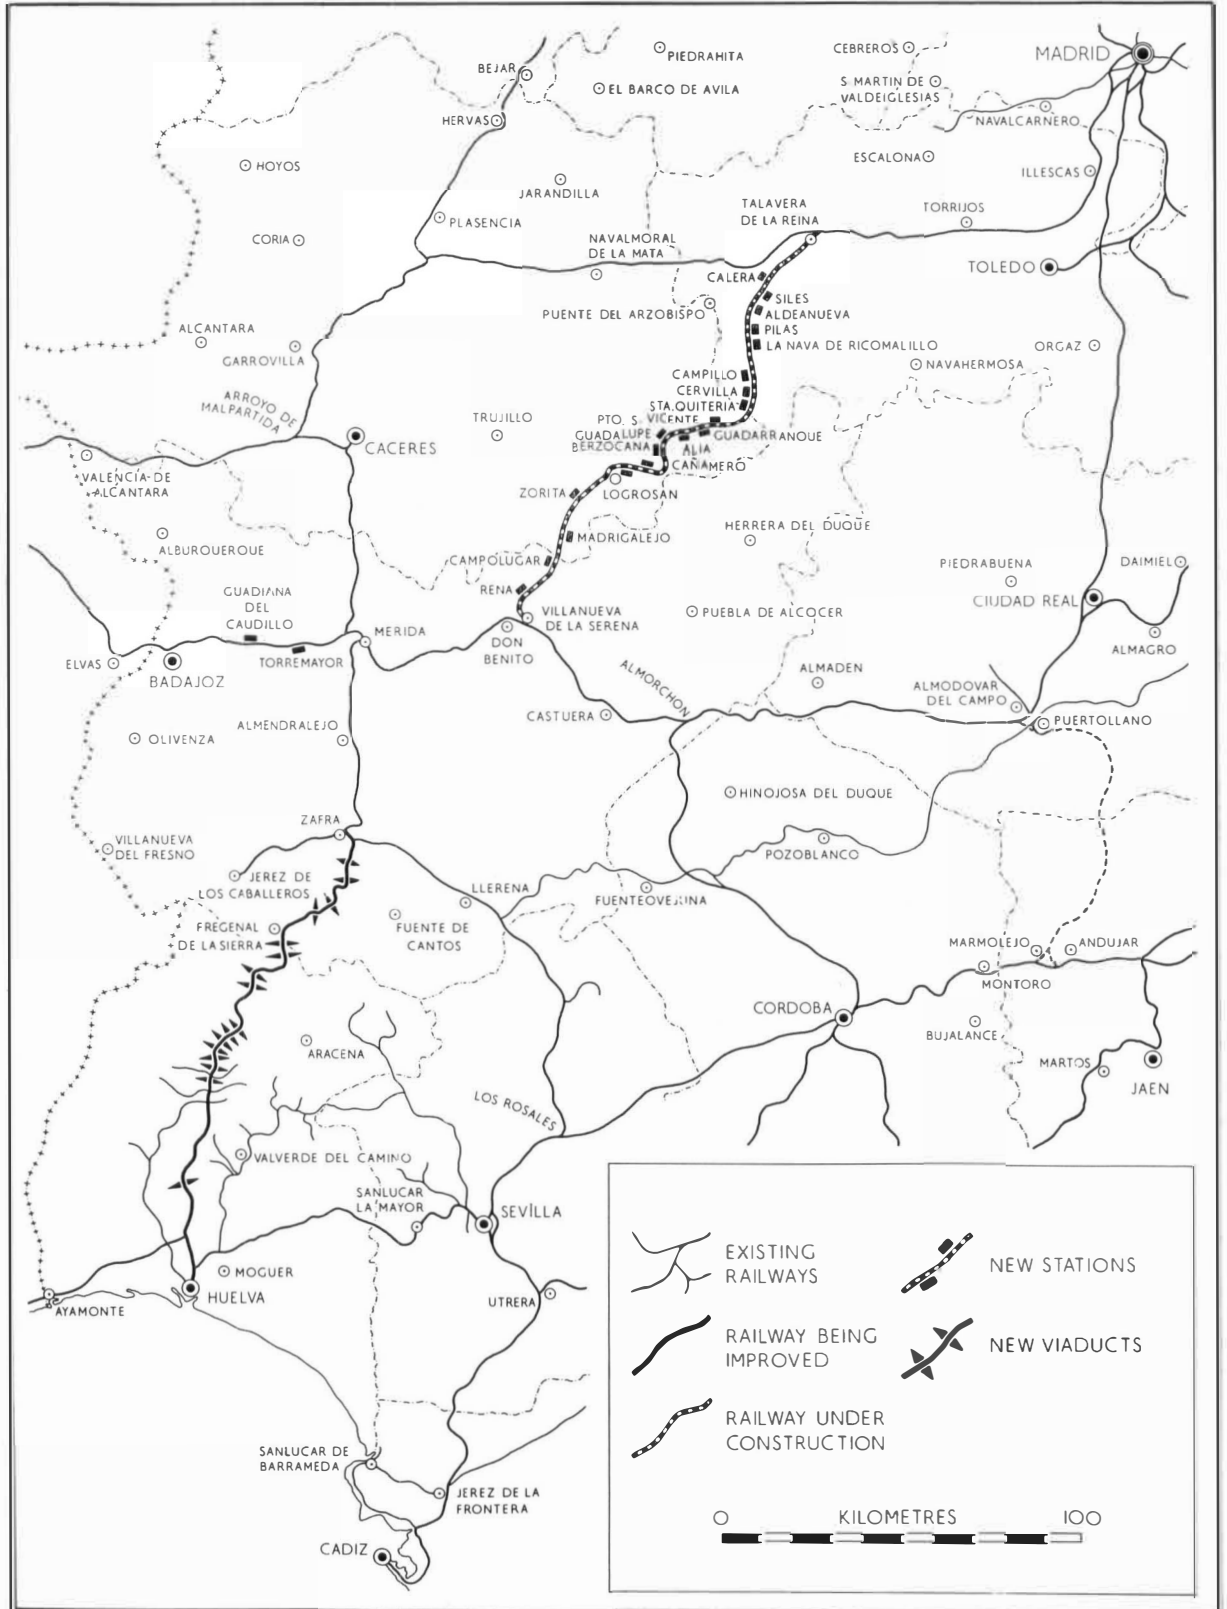 PIEDRAHITA
CEBREROS
MADRID
BEJAR
EL BARCO DE AVILA
S. MARTIN DE
VALDEIGLESIAS
HERVAS
NAVALCARNERO
HOYOS
ESCALONA
ILLESCAS
JARANDILLA
PLASENCIA
TALAVERA
DE LA REINA
TORRIJOS
CORIA
NAVALMORAL
DE LA MATA
TOLEDO
CALERA
SILES
PUENTE DEL ARZOBISPO
ALDEANUEVA
ALCANTARA
PILAS
GARROVILLA
LA NAVA DE RICOMALILLO
ORGAZ
NAVAHERMOSA
CAMPILLO
CERVILLA
ARROYO DE
MALPARTIDA
STA. QUITERIA
TRUJILLO
PTO. S. VICENTE
GUADALUPE
GUADARRANQUE
CACERES
BERZOCANA
ALIA
CAÑAMERO
VALENCIA DE
ALCANTARA
ZORITA
LOGROSAN
HERRERA DEL DUQUE
MADRIGALEJO
ALBURQUERQUE
CAMPOLUGAR
PIEDRABUENA
DAIMIEL
GUADIANA
DEL
CAUDILLO
RENA
CIUDAD REAL
VILLANUEVA
DE LA SERENA
PUEBLA DE ALCOCER
MERIDA
DON
BENITO
ALMAGRO
ELVAS
TORREMAYOR
BADAJOZ
ALMORCHON
ALMADEN
ALMODOVAR
DEL CAMPO
CASTUERA
PUERTOLLANO
ALMENDRALEJO
OLIVENZA
HINOJOSA DEL DUQUE
ZAFRA
VILLANUEVA
DEL FRESNO
POZOBLANCO
JEREZ DE
LOS CABALLEROS
LLERENA
FUENTEOVEJUNA
FREGENAL
DE LA SIERRA
FUENTE DE
CANTOS
MARMOLEJO
ANDUJAR
MONTORO
CORDOBA
BUJALANCE
ARACENA
MARTOS
JAEN
LOS ROSALES
VALVERDE DEL CAMINO
SANLUCAR
LA MAYOR
SEVILLA
MOGUER
HUELVA
AYAMONTE
UTRERA
SANLUCAR DE
BARRAMEDA
JEREZ DE LA
FRONTERA
CADIZ
EXISTING
RAILWAYS
NEW STATIONS
RAILWAY BEING
IMPROVED
NEW VIADUCTS
RAILWAY UNDER
CONSTRUCTION
0 KILOMETRES 100